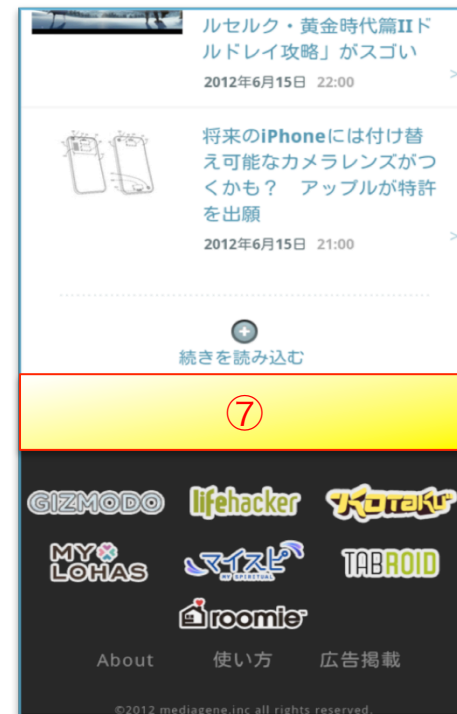 ルセルク・黄金時代篇IIド
ルドレイ攻略」がスゴい
2012年6月15日 22:00
>
将来のiPhoneには付け替
え可能なカメラレンズがつ
くかも？　アップルが特許
を出願
2012年6月15日 21:00
>
続きを読み込む
⑦
GIZMODO lifehacker KOTAKU
MYLOHAS マイスピ TABROID
MY SPIRITUAL
roomie
About 使い方 広告掲載
©2012 mediagene.inc all rights reserved.